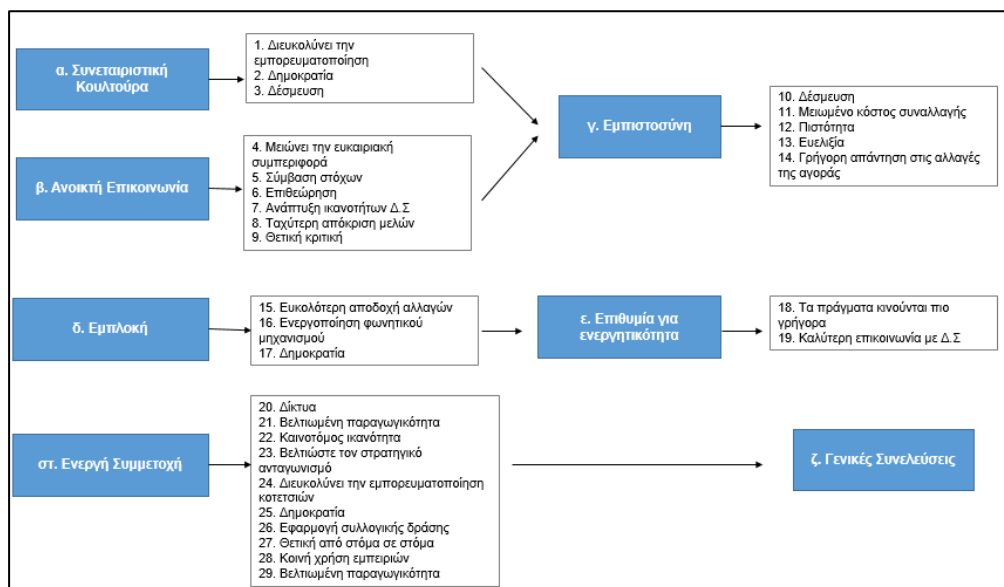 α. Συνεταιριστική
Κουλτούρα
1. Διευκολύνει την
εμπορευματοποίηση
2. Δημοκρατία
3. Δέσμευση
β. Ανοικτή Επικοινωνία
4. Μειώνει την ευκαιριακή
συμπεριφορά
5. Σύμβαση στόχων
6. Επιθεώρηση
7. Ανάπτυξη ικανοτήτων Δ.Σ
8. Ταχύτερη απόκριση μελών
9. Θετική κριτική
γ. Εμπιστοσύνη
10. Δέσμευση
11. Μειωμένο κόστος συναλλαγής
12. Πιστότητα
13. Ευελιξία
14. Γρήγορη απάντηση στις αλλαγές
της αγοράς
δ. Εμπλοκή
15. Ευκολότερη αποδοχή αλλαγών
16. Ενεργοποίηση φωνητικού
μηχανισμού
17. Δημοκρατία
ε. Επιθυμία για
ενεργητικότητα
18. Τα πράγματα κινούνται πιο
γρήγορα
19. Καλύτερη επικοινωνία με Δ.Σ
στ. Ενεργή Συμμετοχή
20. Δίκτυα
21. Βελτιωμένη παραγωγικότητα
22. Καινοτόμος ικανότητα
23. Βελτιώστε τον στρατηγικό
ανταγωνισμό
24. Διευκολύνει την εμπορευματοποίηση
κοτετσιών
25. Δημοκρατία
26. Εφαρμογή συλλογικής δράσης
27. Θετική από στόμα σε στόμα
28. Κοινή χρήση εμπειριών
29. Βελτιωμένη παραγωγικότητα
ζ. Γενικές Συνελεύσεις